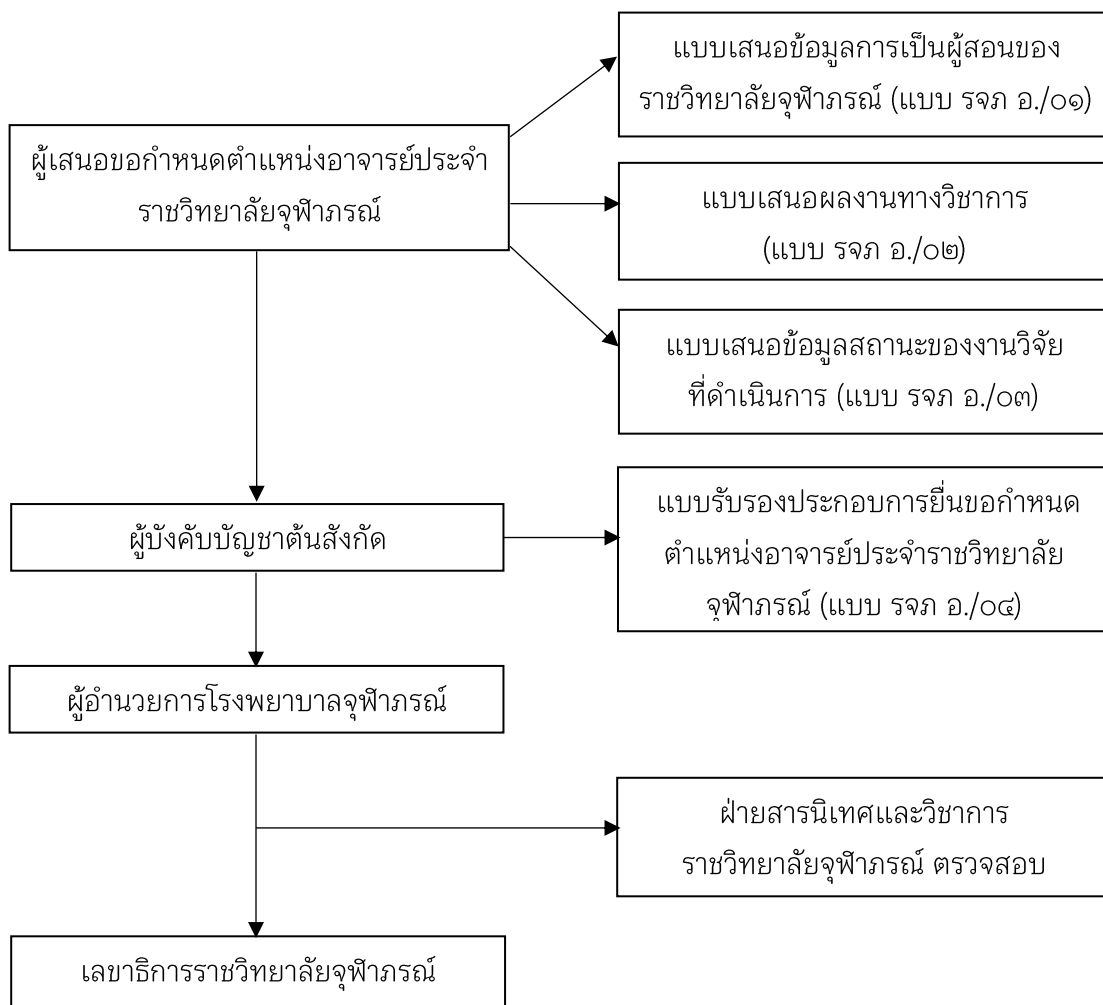 แบบเสนอข้อมูลการเป็นผู้สอนของ
ราชวิทยาลัยจุฬาภรณ์ (แบบ รจภ อ./๐๑)
ผู้เสนอขอกำหนดตำแหน่งอาจารย์ประจำ
ราชวิทยาลัยจุฬาภรณ์
แบบเสนอผลงานทางวิชาการ
(แบบ รจภ อ./๐๒)
แบบเสนอข้อมูลสถานะของงานวิจัย
ที่ดำเนินการ (แบบ รจภ อ./๐๓)
ผู้บังคับบัญชาต้นสังกัด
แบบรับรองประกอบการยื่นขอกำหนด
ตำแหน่งอาจารย์ประจำราชวิทยาลัย
จุฬาภรณ์ (แบบ รจภ อ./๐๔)
ผู้อำนวยการโรงพยาบาลจุฬาภรณ์
ฝ่ายสารนิเทศและวิชาการ
ราชวิทยาลัยจุฬาภรณ์ ตรวจสอบ
เลขาธิการราชวิทยาลัยจุฬาภรณ์